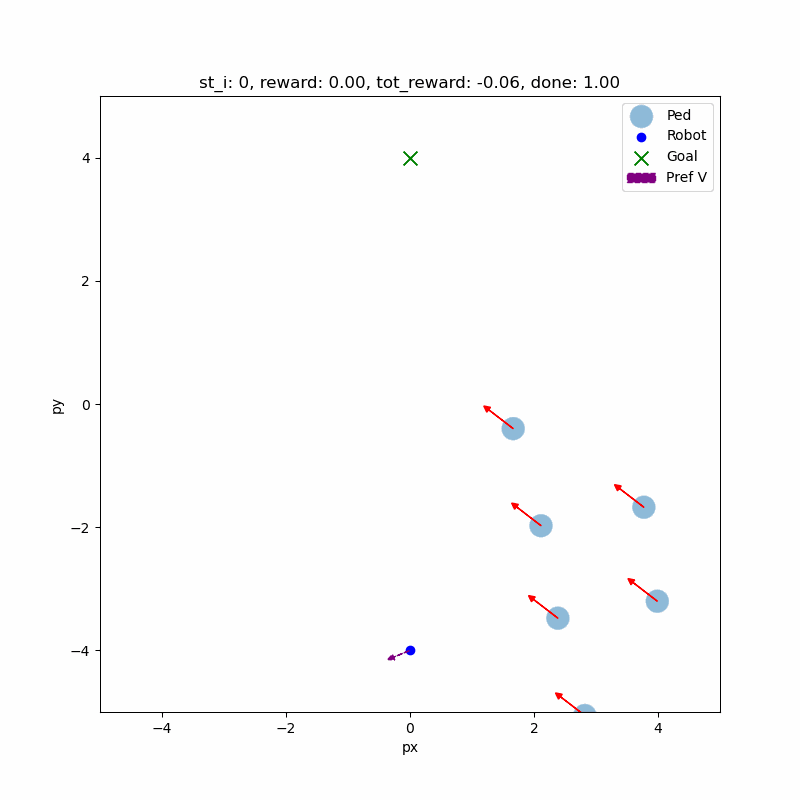 st_i: 0, reward: 0.00, tot_reward: -0.06, done: 1.00
Ped
Robot
Goal
Pref V
4
2
0
−2
−4
py
−4
−2
0
2
4
px